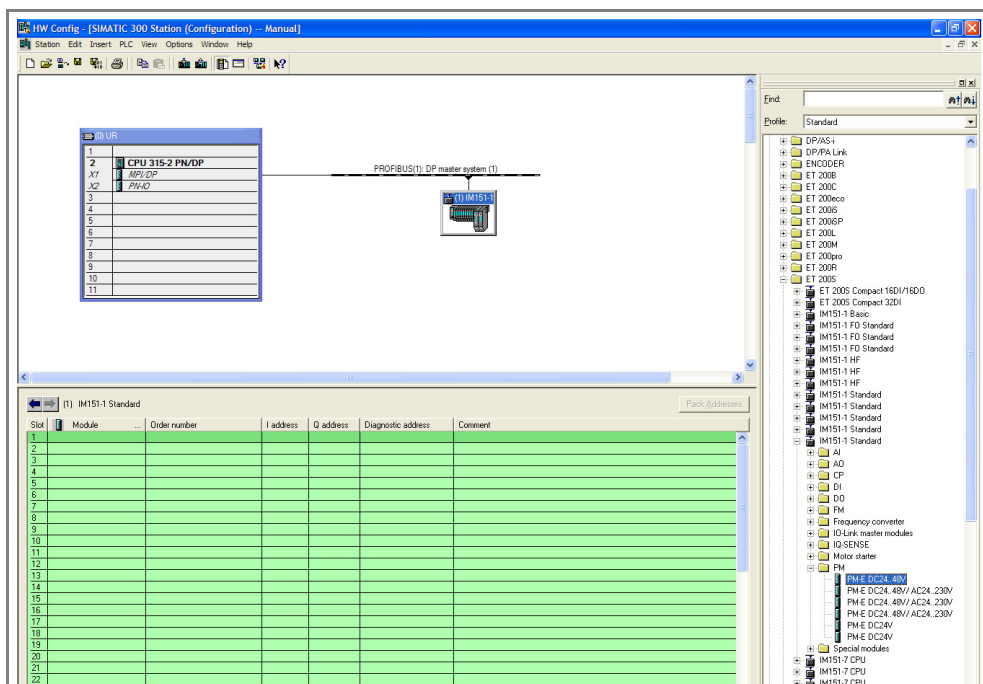 HW Config - [SIMATIC 300 Station (Configuration) -- Manual]
Station Edit Insert PLC View Options Window Help
(0) UR
1
2 CPU 315-2 PN/DP
X1 MPI/DP
X2 PN-IO
3
4
5
6
7
8
9
10
11
PROFIBUS(1): DP master system (1)
(1) IM151-1
(1) IM151-1 Standard
Pack Addresses
Slot Module ... Order number I address Q address Diagnostic address Comment
1
2
3
4
5
6
7
8
9
10
11
12
13
14
15
16
17
18
19
20
21
22
Find:
Profile: Standard
DP/AS-i
DP/PA Link
ENCODER
ET 200B
ET 200C
ET 200eco
ET 200iS
ET 200iSP
ET 200L
ET 200M
ET 200pro
ET 200R
ET 200S
ET 200S Compact 16DI/16DO
ET 200S Compact 32DI
IM151-1 Basic
IM151-1 FO Standard
IM151-1 FO Standard
IM151-1 FO Standard
IM151-1 HF
IM151-1 HF
IM151-1 HF
IM151-1 Standard
IM151-1 Standard
IM151-1 Standard
IM151-1 Standard
IM151-1 Standard
AI
AO
CP
DI
DO
FM
Frequency converter
IO-Link master modules
IQ-SENSE
Motor starter
PM
PM-E DC24..48V
PM-E DC24..48V/ AC24..230V
PM-E DC24..48V/ AC24..230V
PM-E DC24..48V/ AC24..230V
PM-E DC24V
PM-E DC24V
Special modules
IM151-7 CPU
IM151-7 CPU
IM151-7 CPU